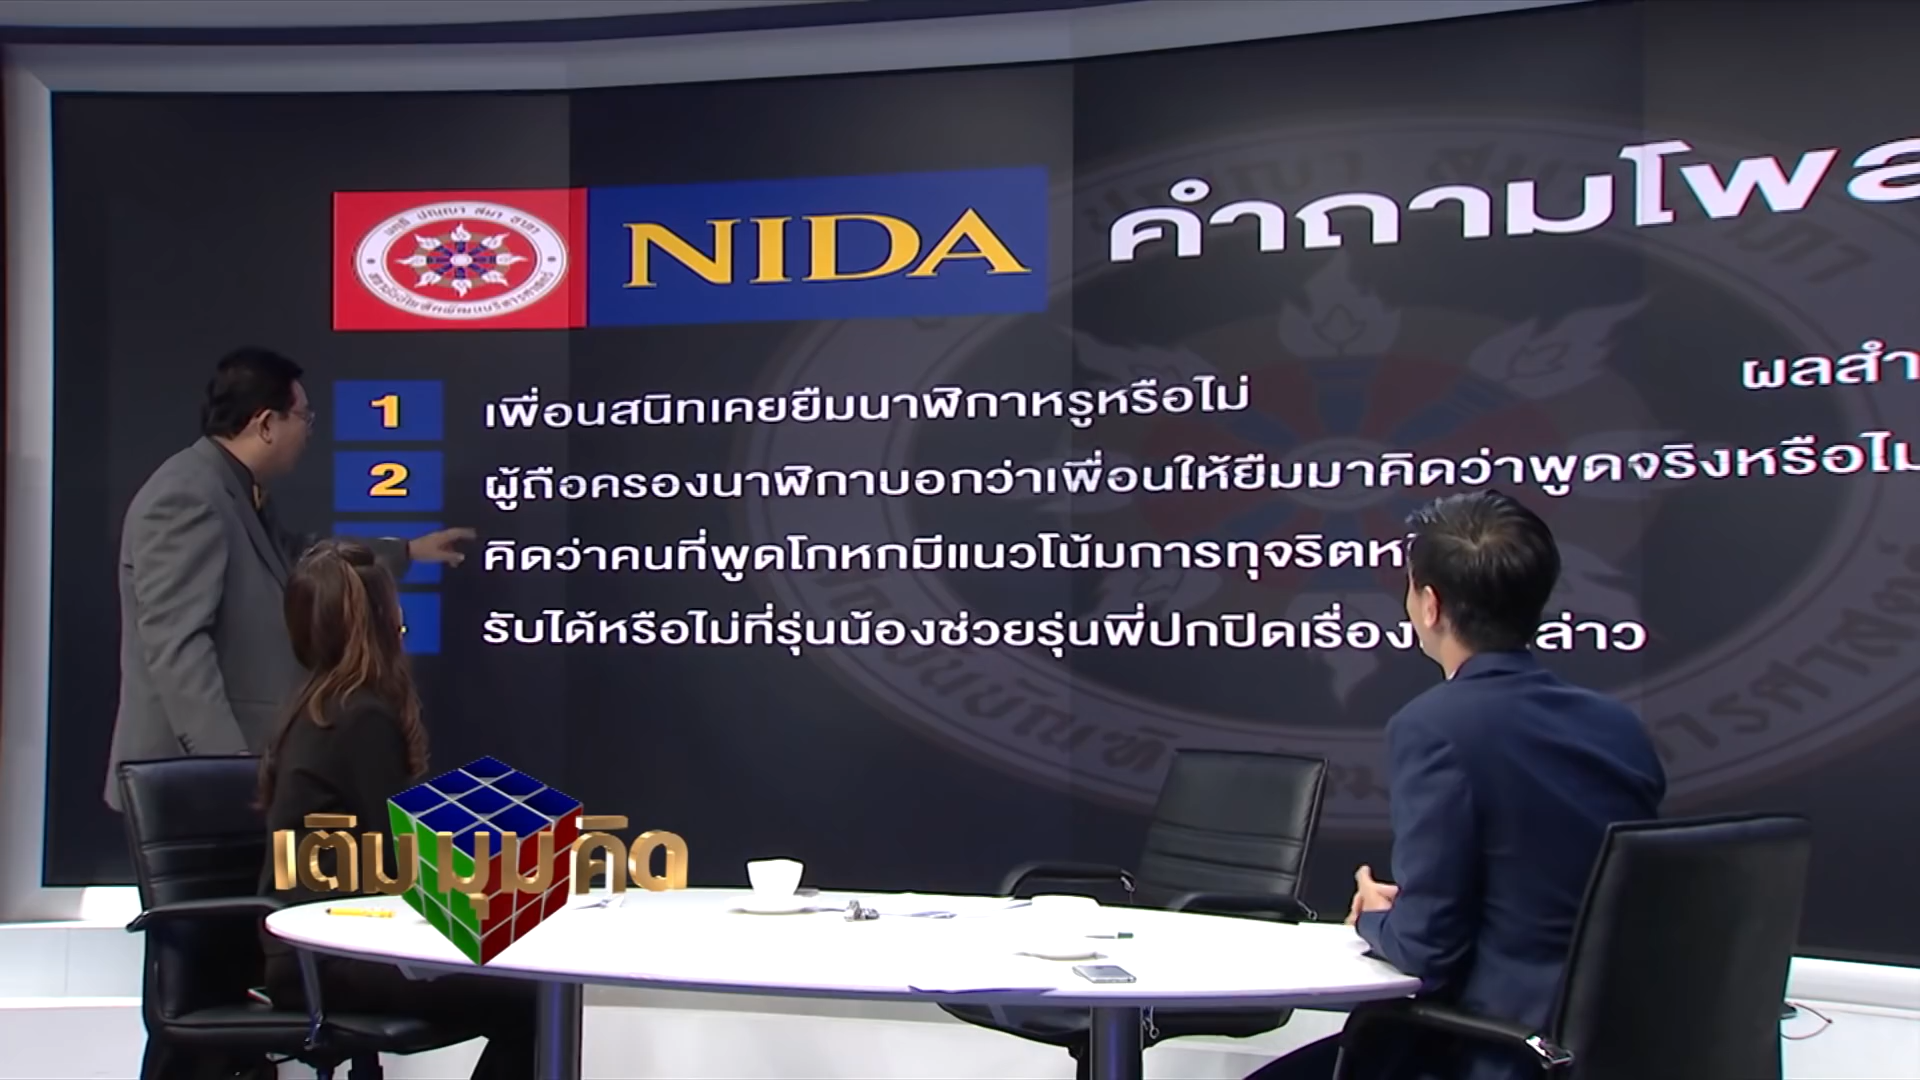 NIDA
คำถามโพล
ผลสำ
1 เพื่อนสนิทเคยยืมนาฬิกาหรูหรือไม่
2 ผู้ถือครองนาฬิกาบอกว่าเพื่อนให้ยืมมาคิดว่าพูดจริงหรือไม่
คิดว่าคนที่พูดโกหกมีแนวโน้มการทุจริต
รับได้หรือไม่ที่รุ่นน้องช่วยรุ่นพี่ปกปิดเรื่อง
เติมมุมคิด